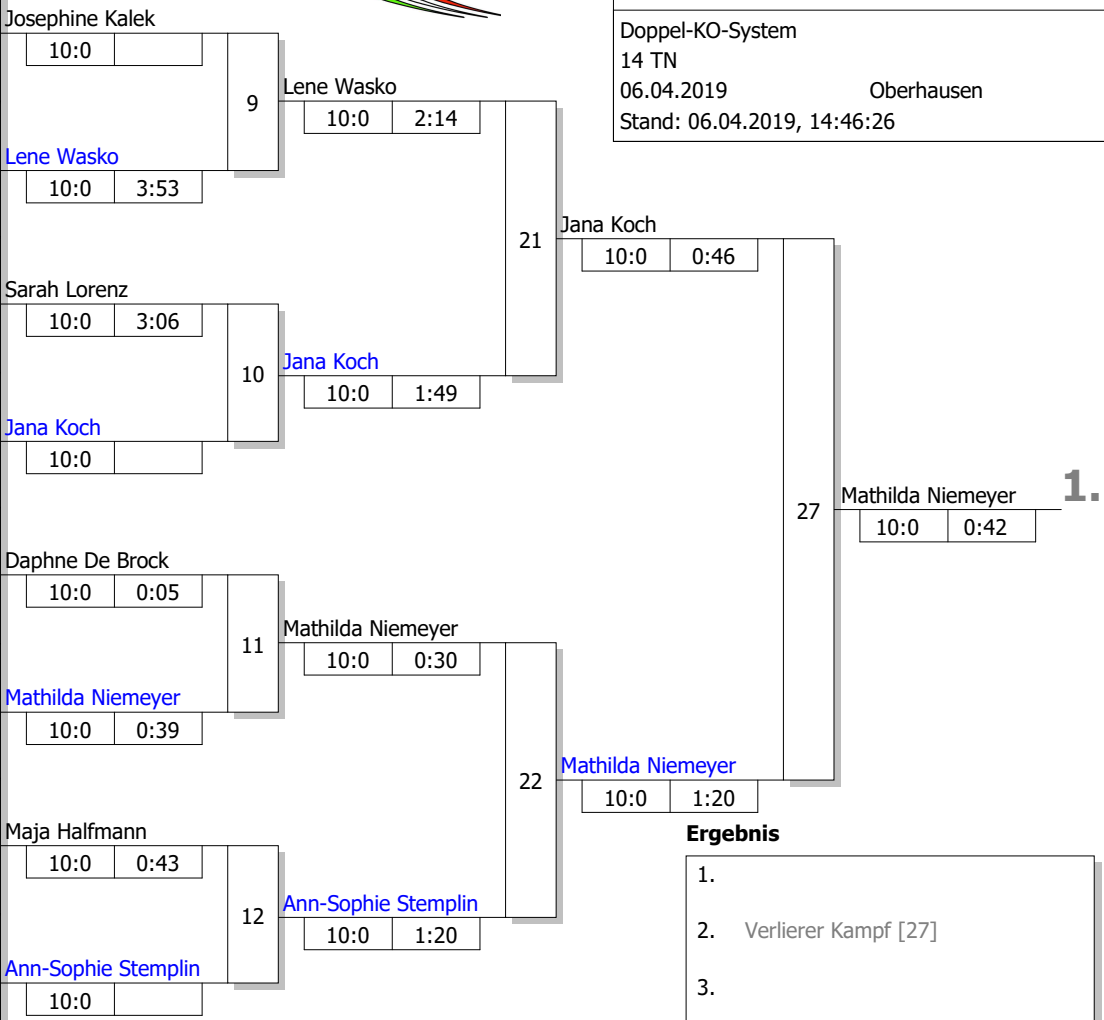 Doppel-KO-System
14 TN
06.04.2019 Oberhausen
Stand: 06.04.2019, 14:46:26
Josephine Kalek
10:0
9
Lene Wasko
10:0 3:53
Lene Wasko
10:0 2:14
Sarah Lorenz
10:0 3:06
10
Jana Koch
10:0
Jana Koch
10:0 1:49
21
Jana Koch
10:0 0:46
Daphne De Brock
10:0 0:05
11
Mathilda Niemeyer
10:0 0:39
Mathilda Niemeyer
10:0 0:30
Maja Halfmann
10:0 0:43
12
Ann-Sophie Stemplin
10:0
Ann-Sophie Stemplin
10:0 1:20
22
Mathilda Niemeyer
10:0 1:20
27
Mathilda Niemeyer 1.
10:0 0:42
Ergebnis
1.
2. Verlierer Kampf [27]
3.